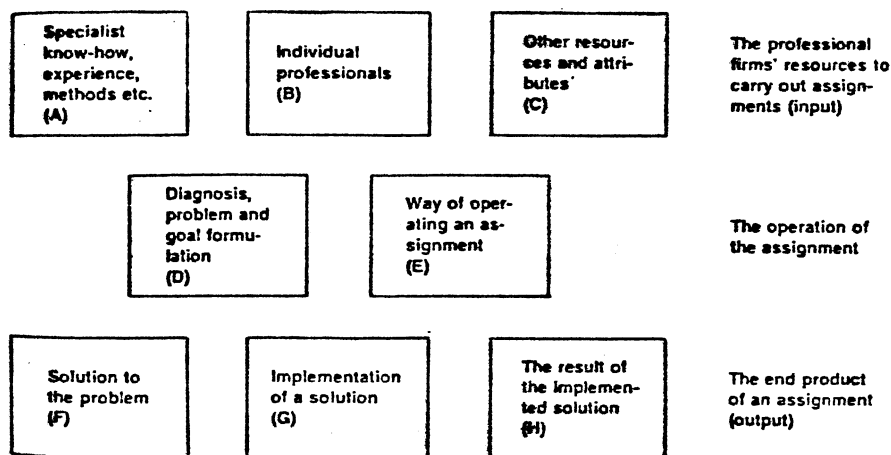 Specialist
know-how,
experience,
methods etc.
(A)
Individual
professionals
(B)
Other resour-
ces and attri-
butes
(C)
The professional
firms' resources to
carry out assign-
ments (input)
Diagnosis,
problem and
goal formu-
lation
(D)
Way of oper-
ating an as-
signment
(E)
The operation of
the assignment
Solution to
the problem
(F)
Implementation
of a solution
(G)
The result of
the implemen-
ted solution
(H)
The end product
of an assignment
(output)